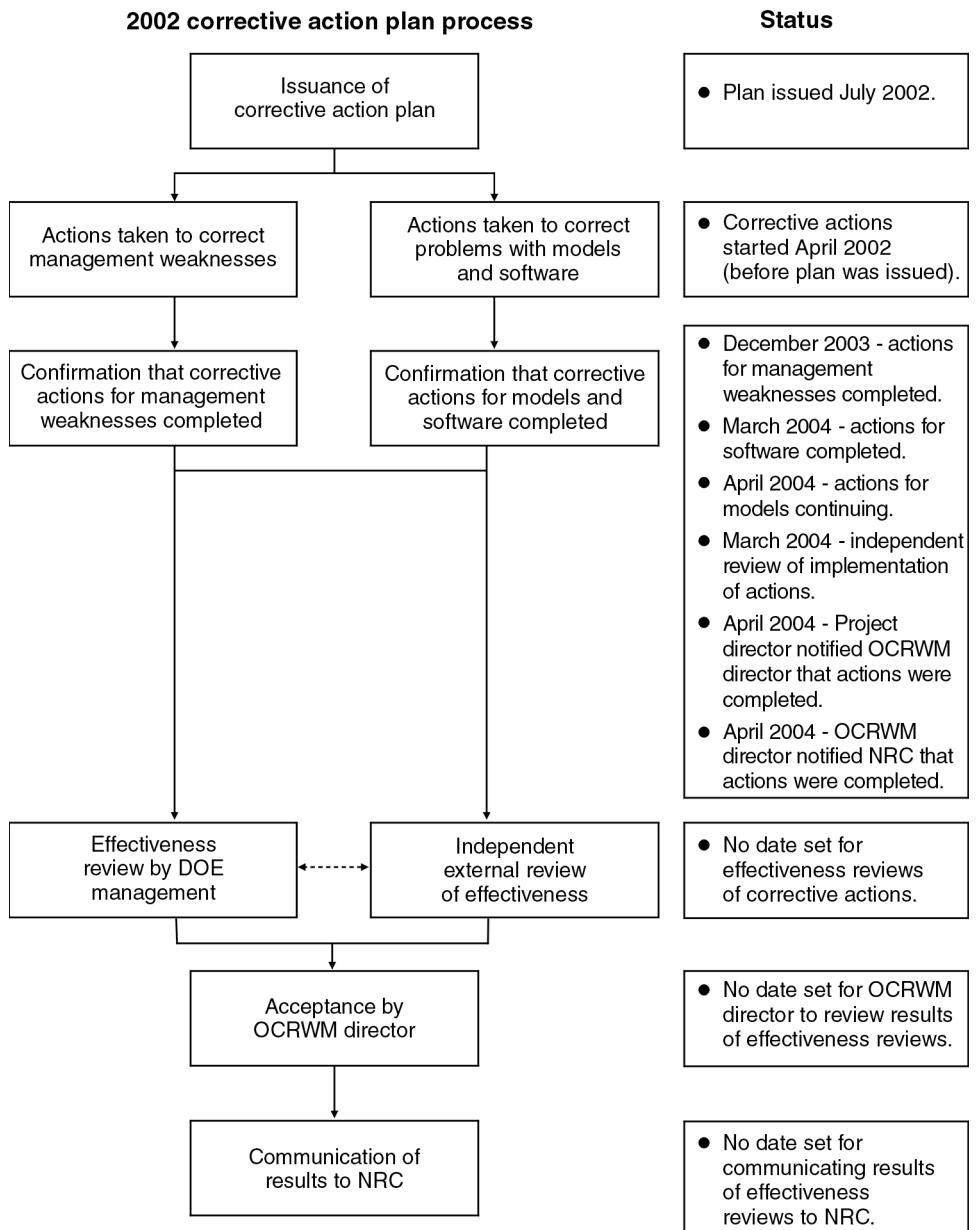 2002 corrective action plan process
Status
Issuance of
corrective action plan
● Plan issued July 2002.
Actions taken to correct
management weaknesses
Actions taken to correct
problems with models
and software
● Corrective actions
started April 2002
(before plan was issued).
Confirmation that corrective
actions for management
weaknesses completed
Confirmation that corrective
actions for models and
software completed
● December 2003 - actions
for management
weaknesses completed.
● March 2004 - actions for
software completed.
● April 2004 - actions for
models continuing.
● March 2004 - independent
review of implementation
of actions.
● April 2004 - Project
director notified OCRWM
director that actions were
completed.
● April 2004 - OCRWM
director notified NRC that
actions were completed.
Effectiveness
review by DOE
management
Independent
external review
of effectiveness
● No date set for
effectiveness reviews
of corrective actions.
Acceptance by
OCRWM director
● No date set for OCRWM
director to review results
of effectiveness reviews.
Communication of
results to NRC
● No date set for
communicating results
of effectiveness
reviews to NRC.